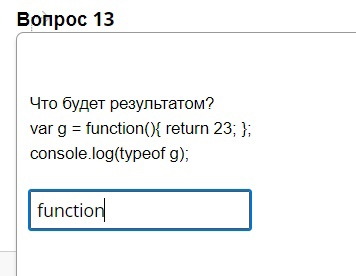 Вопрос 13
Что будет результатом?
var g = function(){ return 23; };
console.log(typeof g);
function